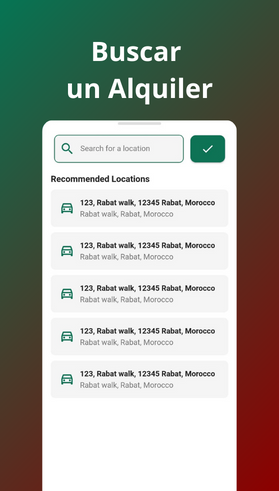 Buscar
un Alquiler
Search for a location
Recommended Locations
123, Rabat walk, 12345 Rabat, Morocco
Rabat walk, Rabat, Morocco
123, Rabat walk, 12345 Rabat, Morocco
Rabat walk, Rabat, Morocco
123, Rabat walk, 12345 Rabat, Morocco
Rabat walk, Rabat, Morocco
123, Rabat walk, 12345 Rabat, Morocco
Rabat walk, Rabat, Morocco
123, Rabat walk, 12345 Rabat, Morocco
Rabat walk, Rabat, Morocco